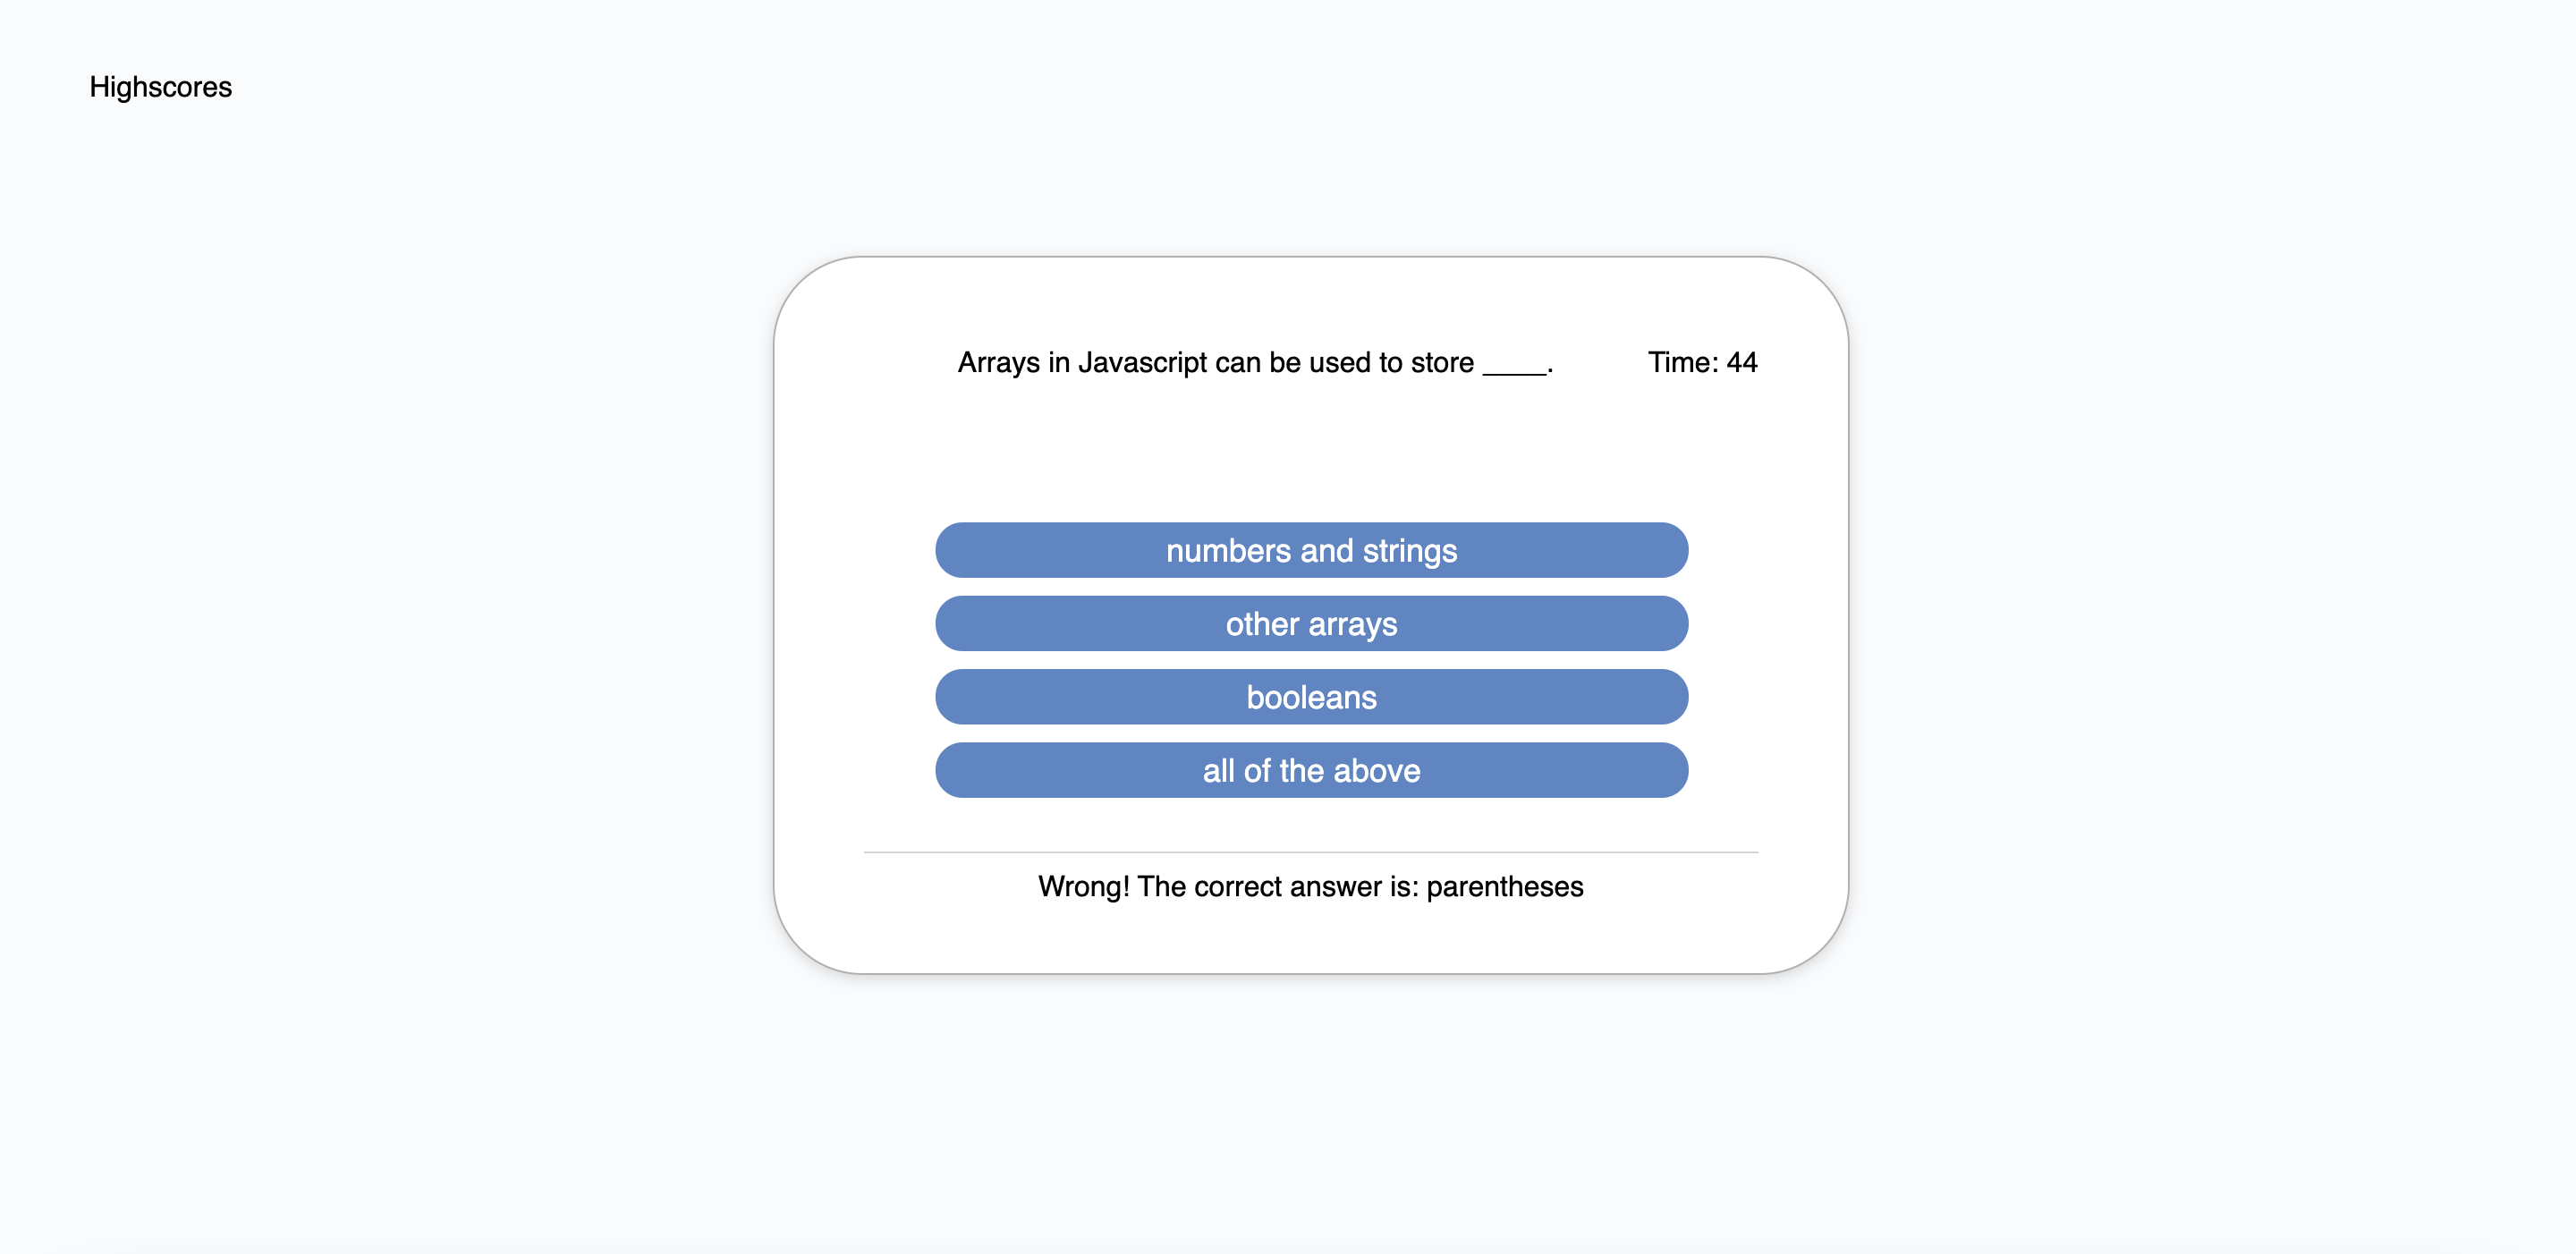 Highscores
Arrays in Javascript can be used to store ____.
Time: 44
numbers and strings
other arrays
booleans
all of the above
Wrong! The correct answer is: parentheses